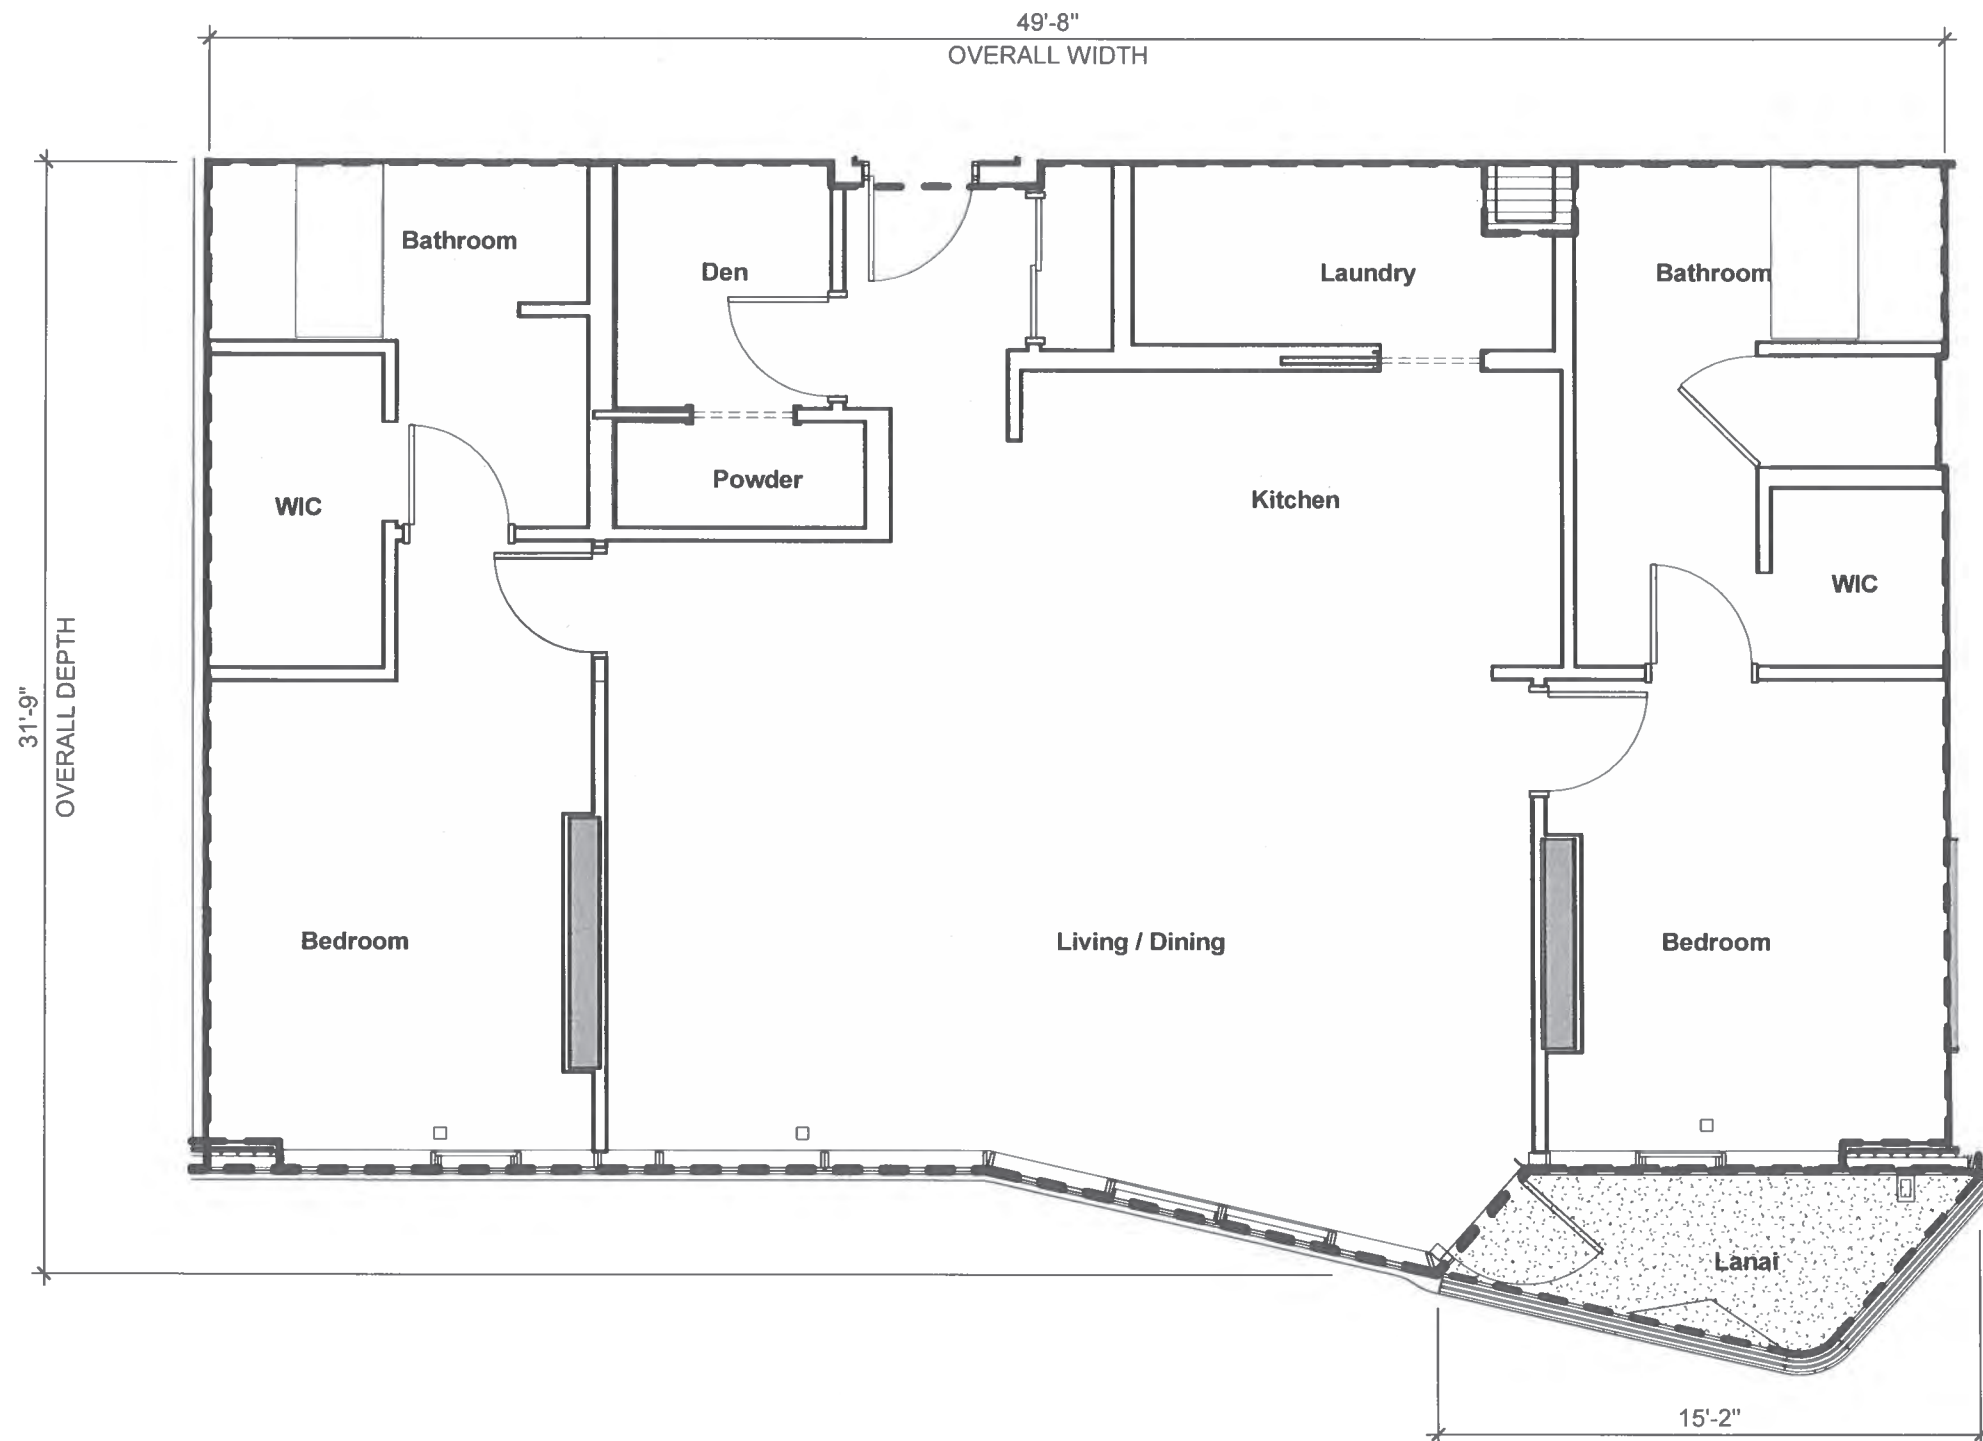 49'-8"
OVERALL WIDTH
Bathroom
Den
Laundry
Bathroom
Powder
WIC
Kitchen
WIC
31'-9"
OVERALL DEPTH
Bedroom
Living / Dining
Bedroom
Lanai
15'-2"